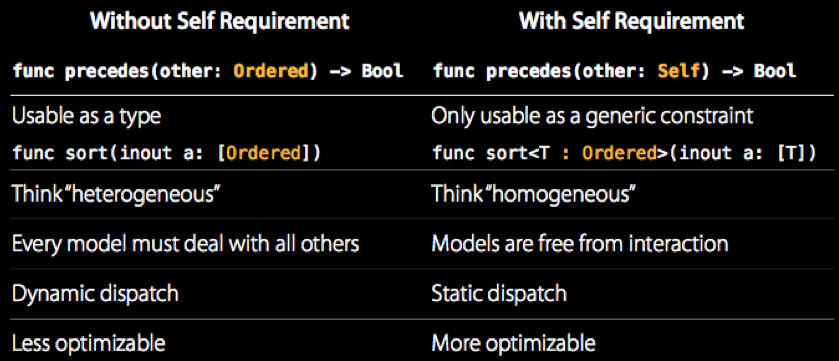 Without Self Requirement
With Self Requirement
func precedes(other: Ordered) -> Bool
func precedes(other: Self) -> Bool
Usable as a type
Only usable as a generic constraint
func sort(inout a: [Ordered])
func sort<T : Ordered>(inout a: [T])
Think “heterogeneous”
Think “homogeneous”
Every model must deal with all others
Models are free from interaction
Dynamic dispatch
Static dispatch
Less optimizable
More optimizable